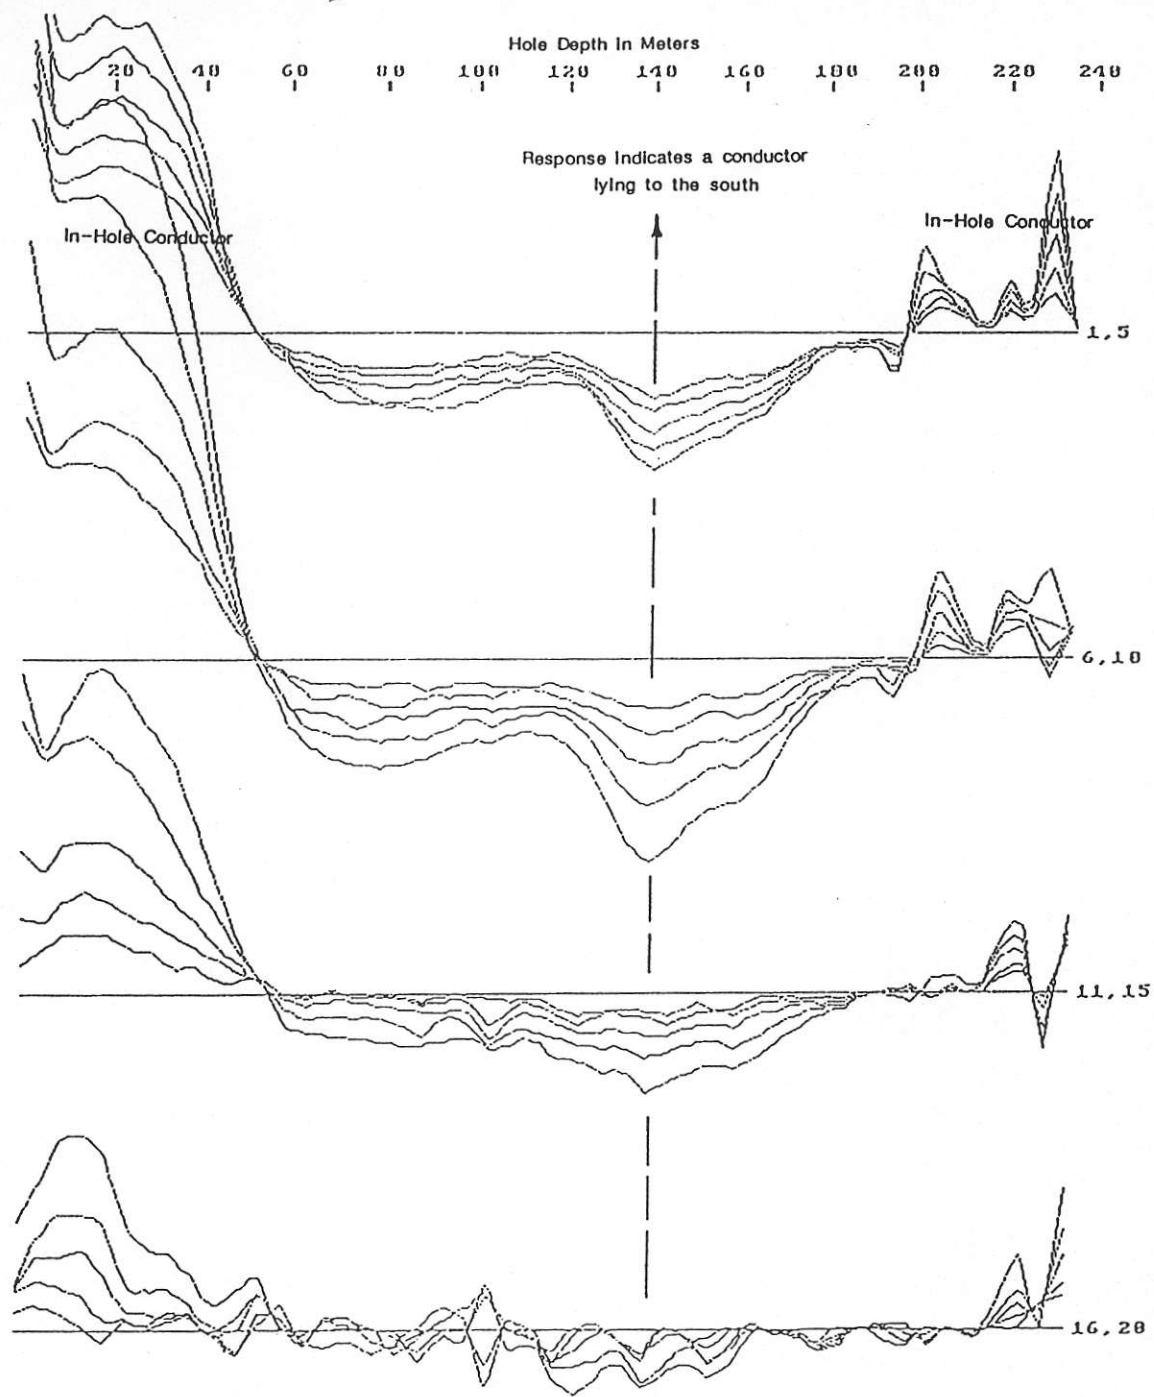 Hole Depth In Meters
20 40 60 80 100 120 140 160 180 200 220 240
Response Indicates a conductor
lying to the south
In-Hole Conductor
In-Hole Conductor
1,5
6,10
11,15
16,20